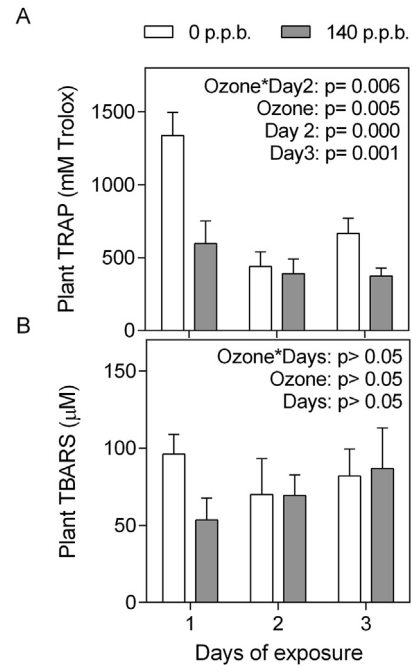 A
0 p.p.b.
140 p.p.b.
Ozone*Day2: p= 0.006
Ozone: p= 0.005
Day 2: p= 0.000
Day3: p= 0.001
Plant TRAP (mM Trolox)
1500
1000
500
0
B
Ozone*Days: p> 0.05
Ozone: p> 0.05
Days: p> 0.05
Plant TBARS (μM)
150
100
50
0
1 2 3
Days of exposure